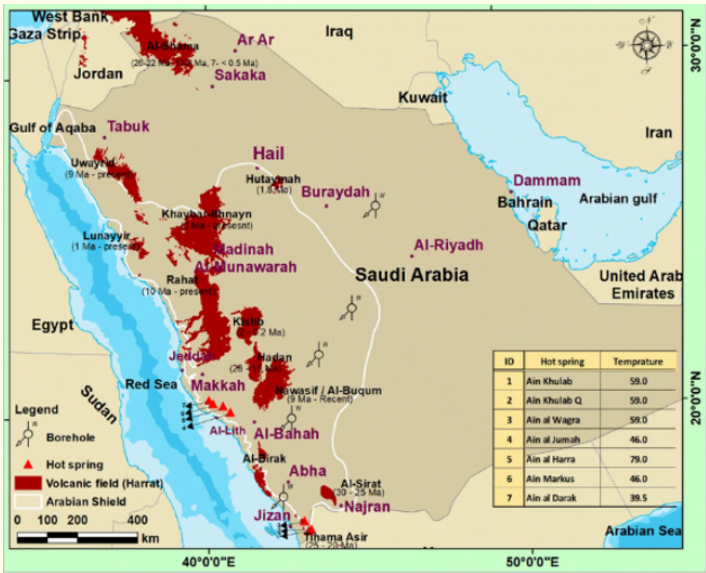 West Bank
Gaza Strip
Jordan
Al-Shama
Ar Ar
Sakaka
Iraq
Kuwait
Iran
30°0'0"E
Gulf of Aqaba
Tabuk
Uwayrid
(9 Ma - present)
Hail
Hutaymah
Buraydah
Dammam
Bahrain
Arabian gulf
Qatar
Lunayyir
(1 Ma - present)
Madinah
Al-Munawarah
Rahat
(10 Ma - present)
Al-Riyadh
Saudi Arabia
United Arab
Emirates
Egypt
Hadan
Jeddah
Makkah
Nawasif / Al-Buqum
(9 Ma - Recent)
Red Sea
Sudan
Al-Lith
Al-Bahah
Al-Birak
Abha
Al-Sirat
(30 - 25 Ma)
Najran
Jizan
Tihama Asir
Arabian Sea
20°0'0"N
Legend
Borehole
Hot spring
Volcanic field (Harrat)
Arabian Shield
0 100 200 400
km
ID Hot spring Temprature
1 Ain Khulab 59.0
2 Ain Khulab Q 59.0
3 Ain al Wagra 59.0
4 Ain al Jumah 46.0
5 Ain al Harra 79.0
6 Ain Markus 46.0
7 Ain al Darak 39.5
40°0'0"E
50°0'0"E